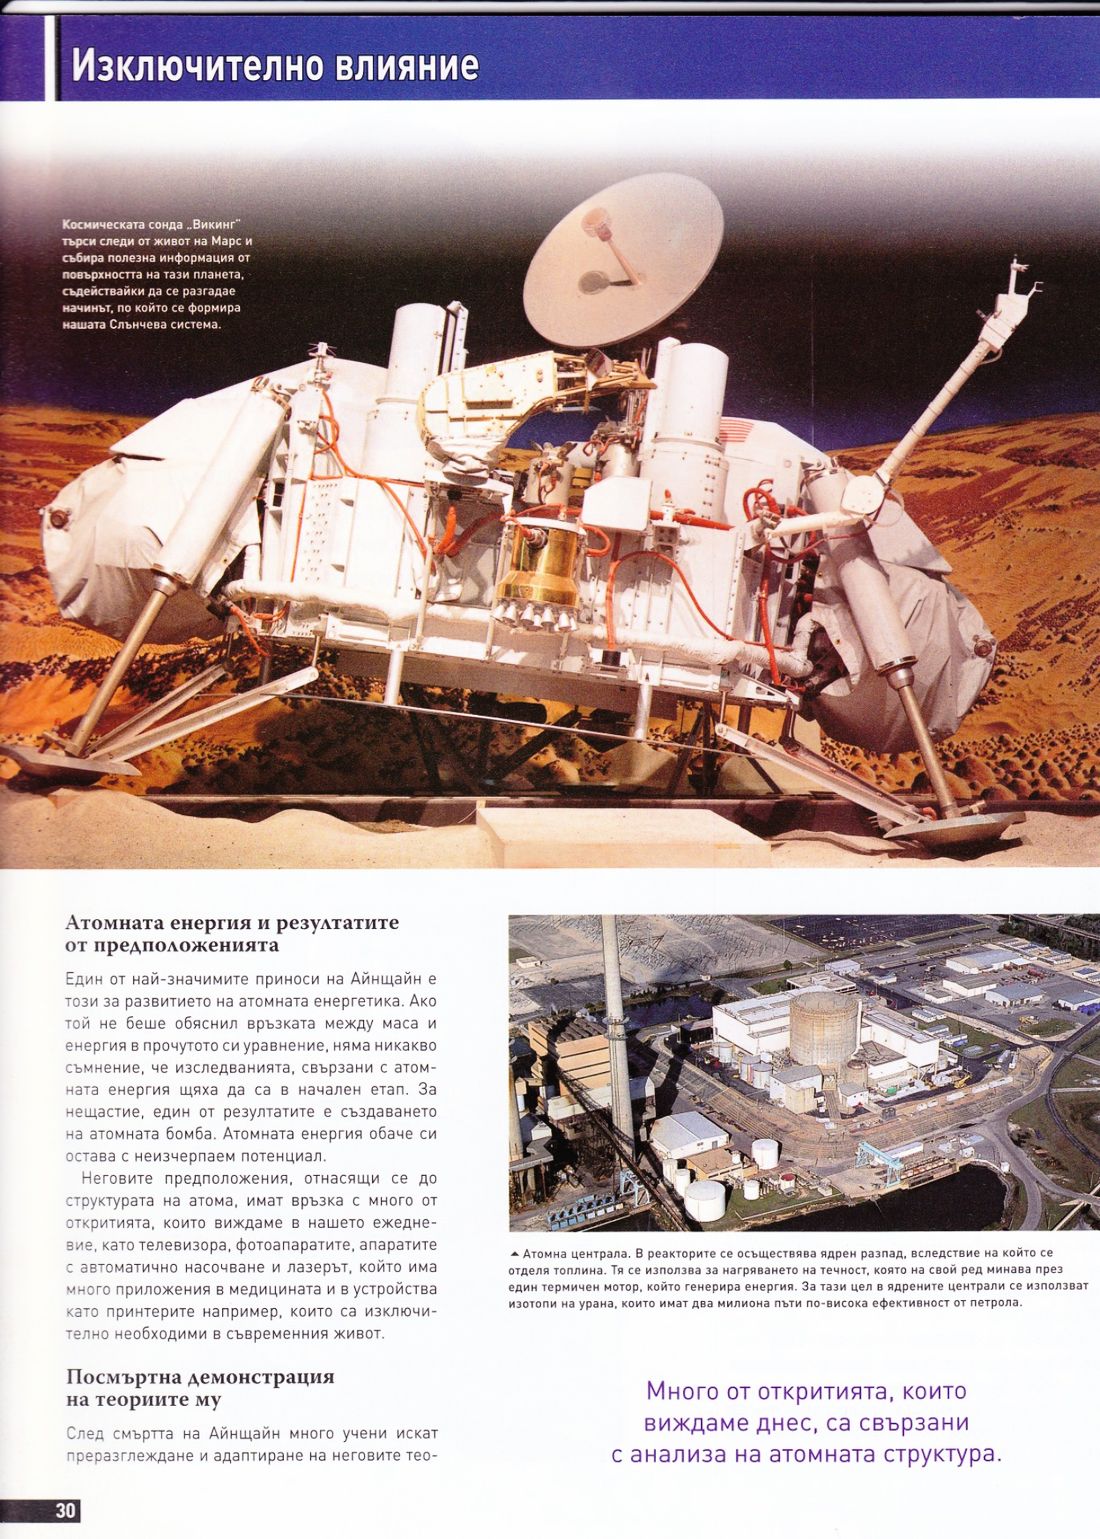 Изключително влияние
Космическата сонда „Викинг"
търси следи от живот на Марс и
събира полезна информация от
повърхността на тази планета,
съдействайки да се разгадае
начинът, по който се формира
нашата Слънчева система.
Атомната енергия и резултатите
от предположенията
Един от най-значимите приноси на Айнщайн е
този за развитието на атомната енергетика. Ако
той не беше обяснил връзката между маса и
енергия в прочутото си уравнение, няма никакво
съмнение, че изследванията, свързани с атом-
ната енергия щяха да са в начален етап. За
нещастие, един от резултатите е създаването
на атомната бомба. Атомната енергия обаче си
остава с неизчерпаем потенциал.
Неговите предположения, отнасящи се до
структурата на атома, имат връзка с много от
откритията, които виждаме в нашето ежедне-
вие, като телевизора, фотоапаратите, апаратите
с автоматично насочване и лазерът, който има
много приложения в медицината и в устройства
като принтерите например, които са изключи-
телно необходими в съвременния живот.
Посмъртна демонстрация
на теориите му
След смъртта на Айнщайн много учени искат
преразглеждане и адаптиране на неговите тео-
Атомна централа. В реакторите се осъществява ядрен разпад, вследствие на който се
отделя топлина. Тя се използва за нагряването на течност, която на свой ред минава през
един термичен мотор, който генерира енергия. За тази цел в ядрените централи се използват
изотопи на урана, които имат два милиона пъти по-висока ефективност от петрола.
Много от откритията, които
виждаме днес, са свързани
с анализа на атомната структура.
30